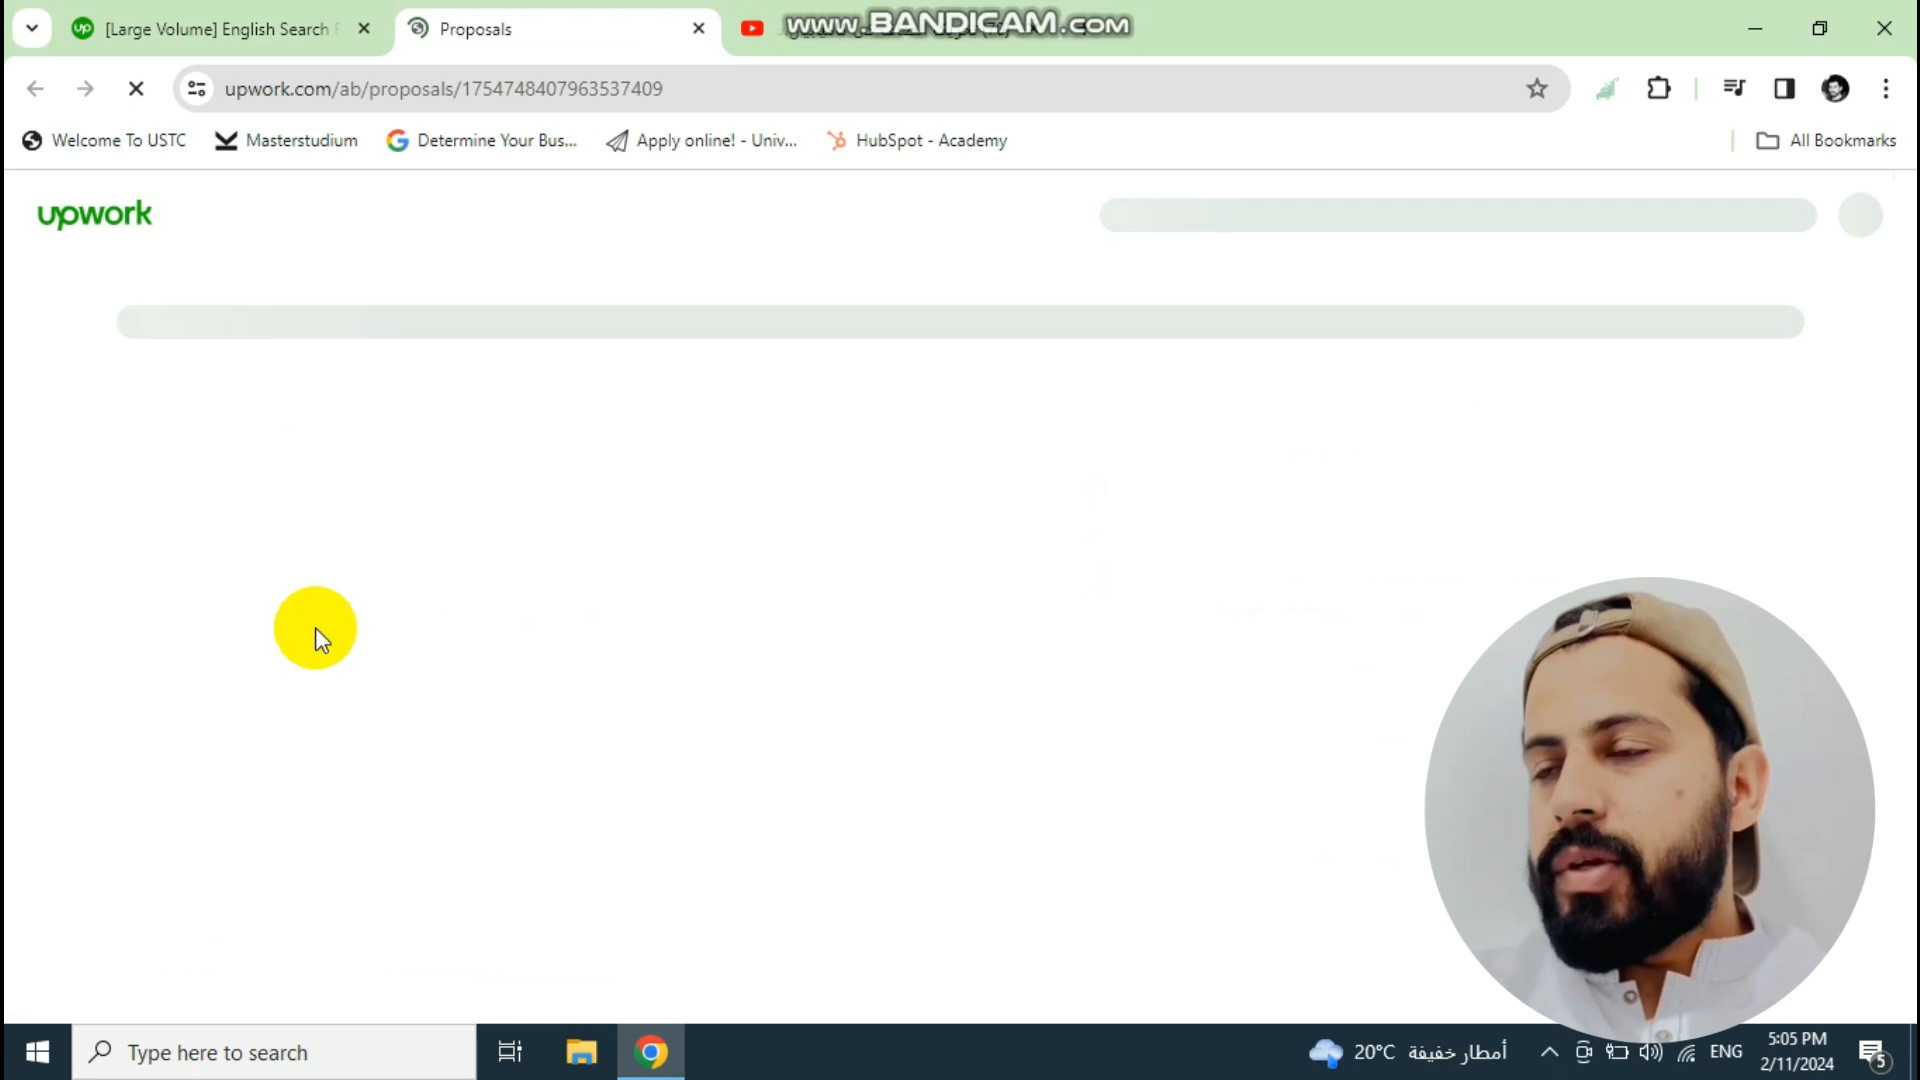 [Large Volume] English Search
Proposals
WWW.BANDICAM.COM
upwork.com/ab/proposals/1754748407963537409
Welcome To USTC
Masterstudium
Determine Your Bus...
Apply online! - Univ...
HubSpot - Academy
All Bookmarks
upwork
Type here to search
20°C أمطار خفيفة
ENG
5:05 PM
2/11/2024
5